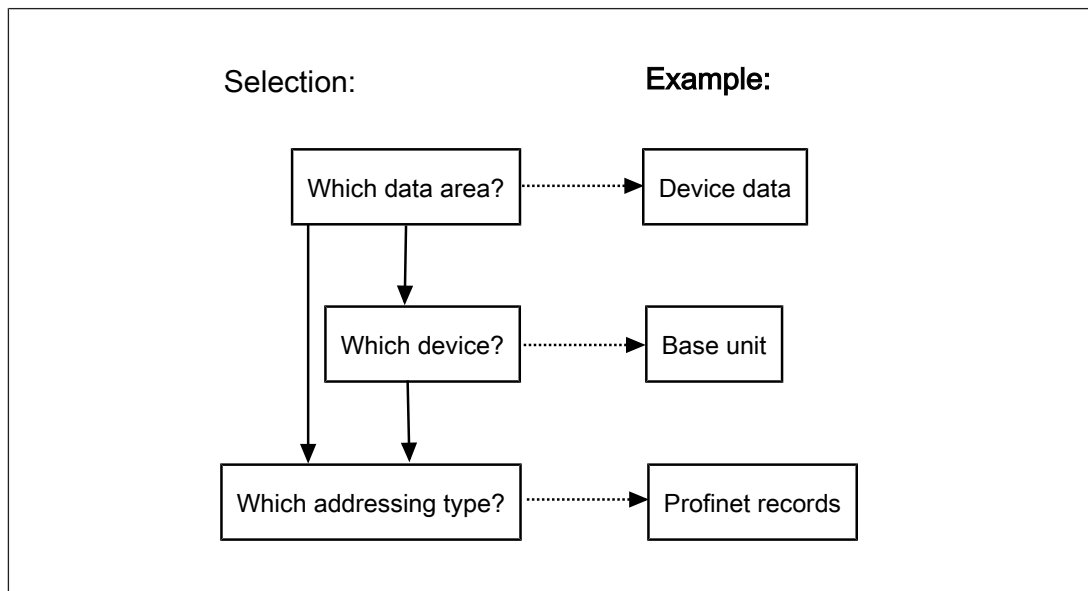 Selection:
Example:
Which data area?
Device data
Which device?
Base unit
Which addressing type?
Profinet records